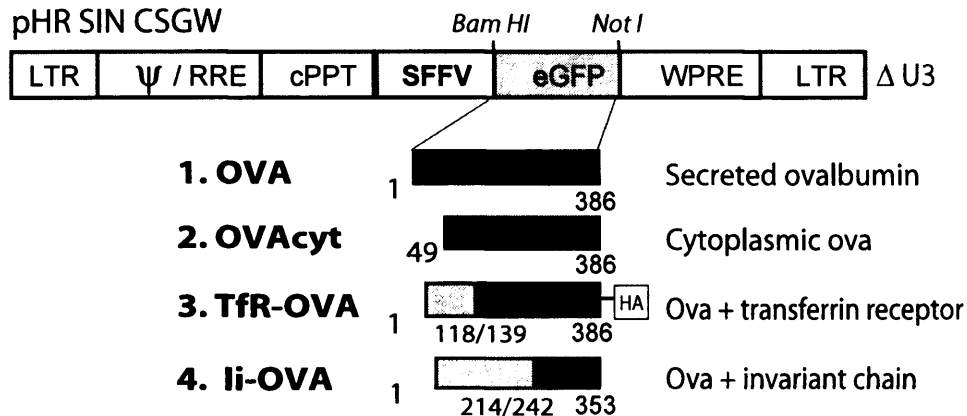 pHR SIN CSGW
Bam HI Not I
LTR ψ / RRE cPPT SFFV eGFP WPRE LTR Δ U3
1. OVA 1 386 Secreted ovalbumin
2. OVAcyt 49 386 Cytoplasmic ova
3. TfR-OVA 1 118/139 386 HA Ova + transferrin receptor
4. Ii-OVA 1 214/242 353 Ova + invariant chain